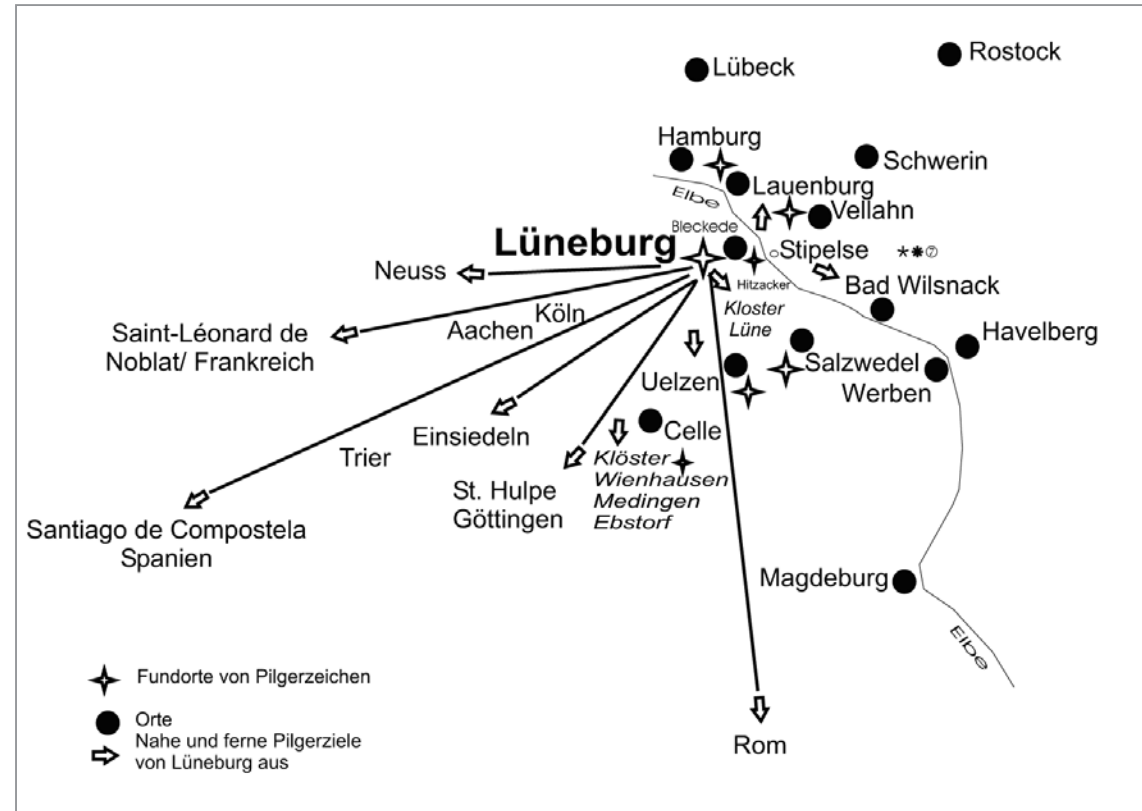 Rostock
Lübeck
Hamburg
Schwerin
Lauenburg
Elbe
Vellahn
Bleckede
Lüneburg
Stipelse
*✹⑦
Neuss
Hitzacker
Bad Wilsnack
Kloster
Lüne
Köln
Aachen
Saint-Léonard de
Noblat/ Frankreich
Havelberg
Salzwedel
Uelzen
Werben
Einsiedeln
Celle
Trier
Klöster
Wienhausen
Medingen
Ebstorf
St. Hulpe
Göttingen
Santiago de Compostela
Spanien
Magdeburg
Elbe
Fundorte von Pilgerzeichen
Orte
Nahe und ferne Pilgerziele
von Lüneburg aus
Rom